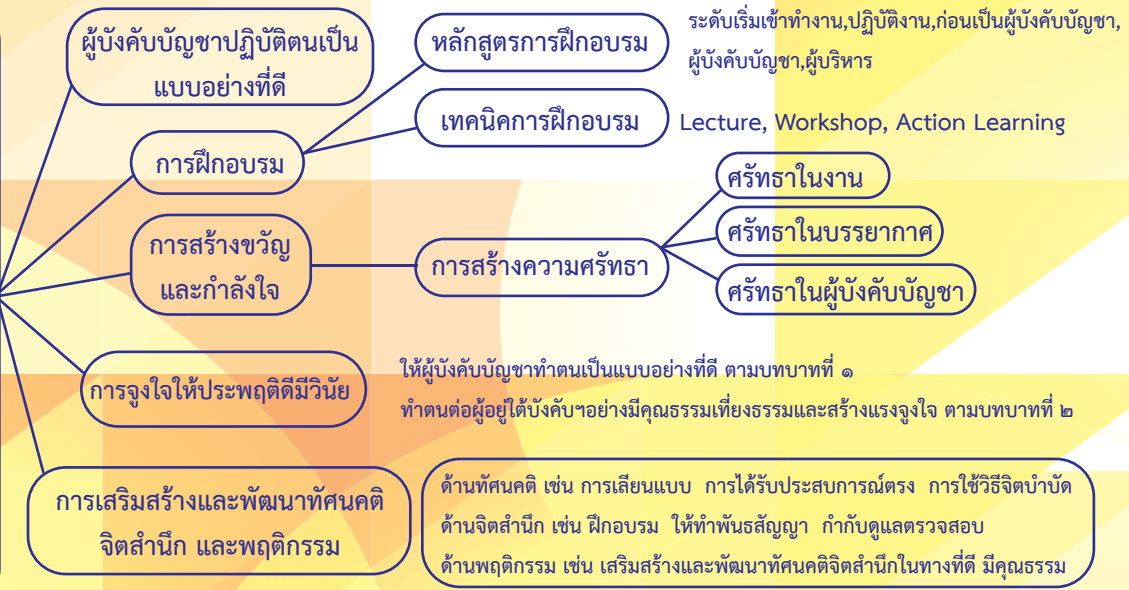 ผู้บังคับบัญชาปฏิบัติตนเป็น
แบบอย่างที่ดี
หลักสูตรการฝึกอบรม
ระดับเริ่มเข้าทำงาน,ปฏิบัติงาน,ก่อนเป็นผู้บังคับบัญชา,
ผู้บังคับบัญชา,ผู้บริหาร
การฝึกอบรม
เทคนิคการฝึกอบรม
Lecture, Workshop, Action Learning
การสร้างขวัญ
และกำลังใจ
การสร้างความศรัทธา
ศรัทธาในงาน
ศรัทธาในบรรยากาศ
ศรัทธาในผู้บังคับบัญชา
การจูงใจให้ประพฤติดีมีวินัย
ให้ผู้บังคับบัญชาทำตนเป็นแบบอย่างที่ดี ตามบทบาทที่ ๑
ทำตนต่อผู้อยู่ใต้บังคับฯอย่างมีคุณธรรมเที่ยงธรรมและสร้างแรงจูงใจ ตามบทบาทที่ ๒
การเสริมสร้างและพัฒนาทัศนคติ
จิตสำนึก และพฤติกรรม
ด้านทัศนคติ เช่น การเลียนแบบ การได้รับประสบการณ์ตรง การใช้วิธีจิตบำบัด
ด้านจิตสำนึก เช่น ฝึกอบรม ให้ทำพันธสัญญา กำกับดูแลตรวจสอบ
ด้านพฤติกรรม เช่น เสริมสร้างและพัฒนาทัศนคติจิตสำนึกในทางที่ดี มีคุณธรรม